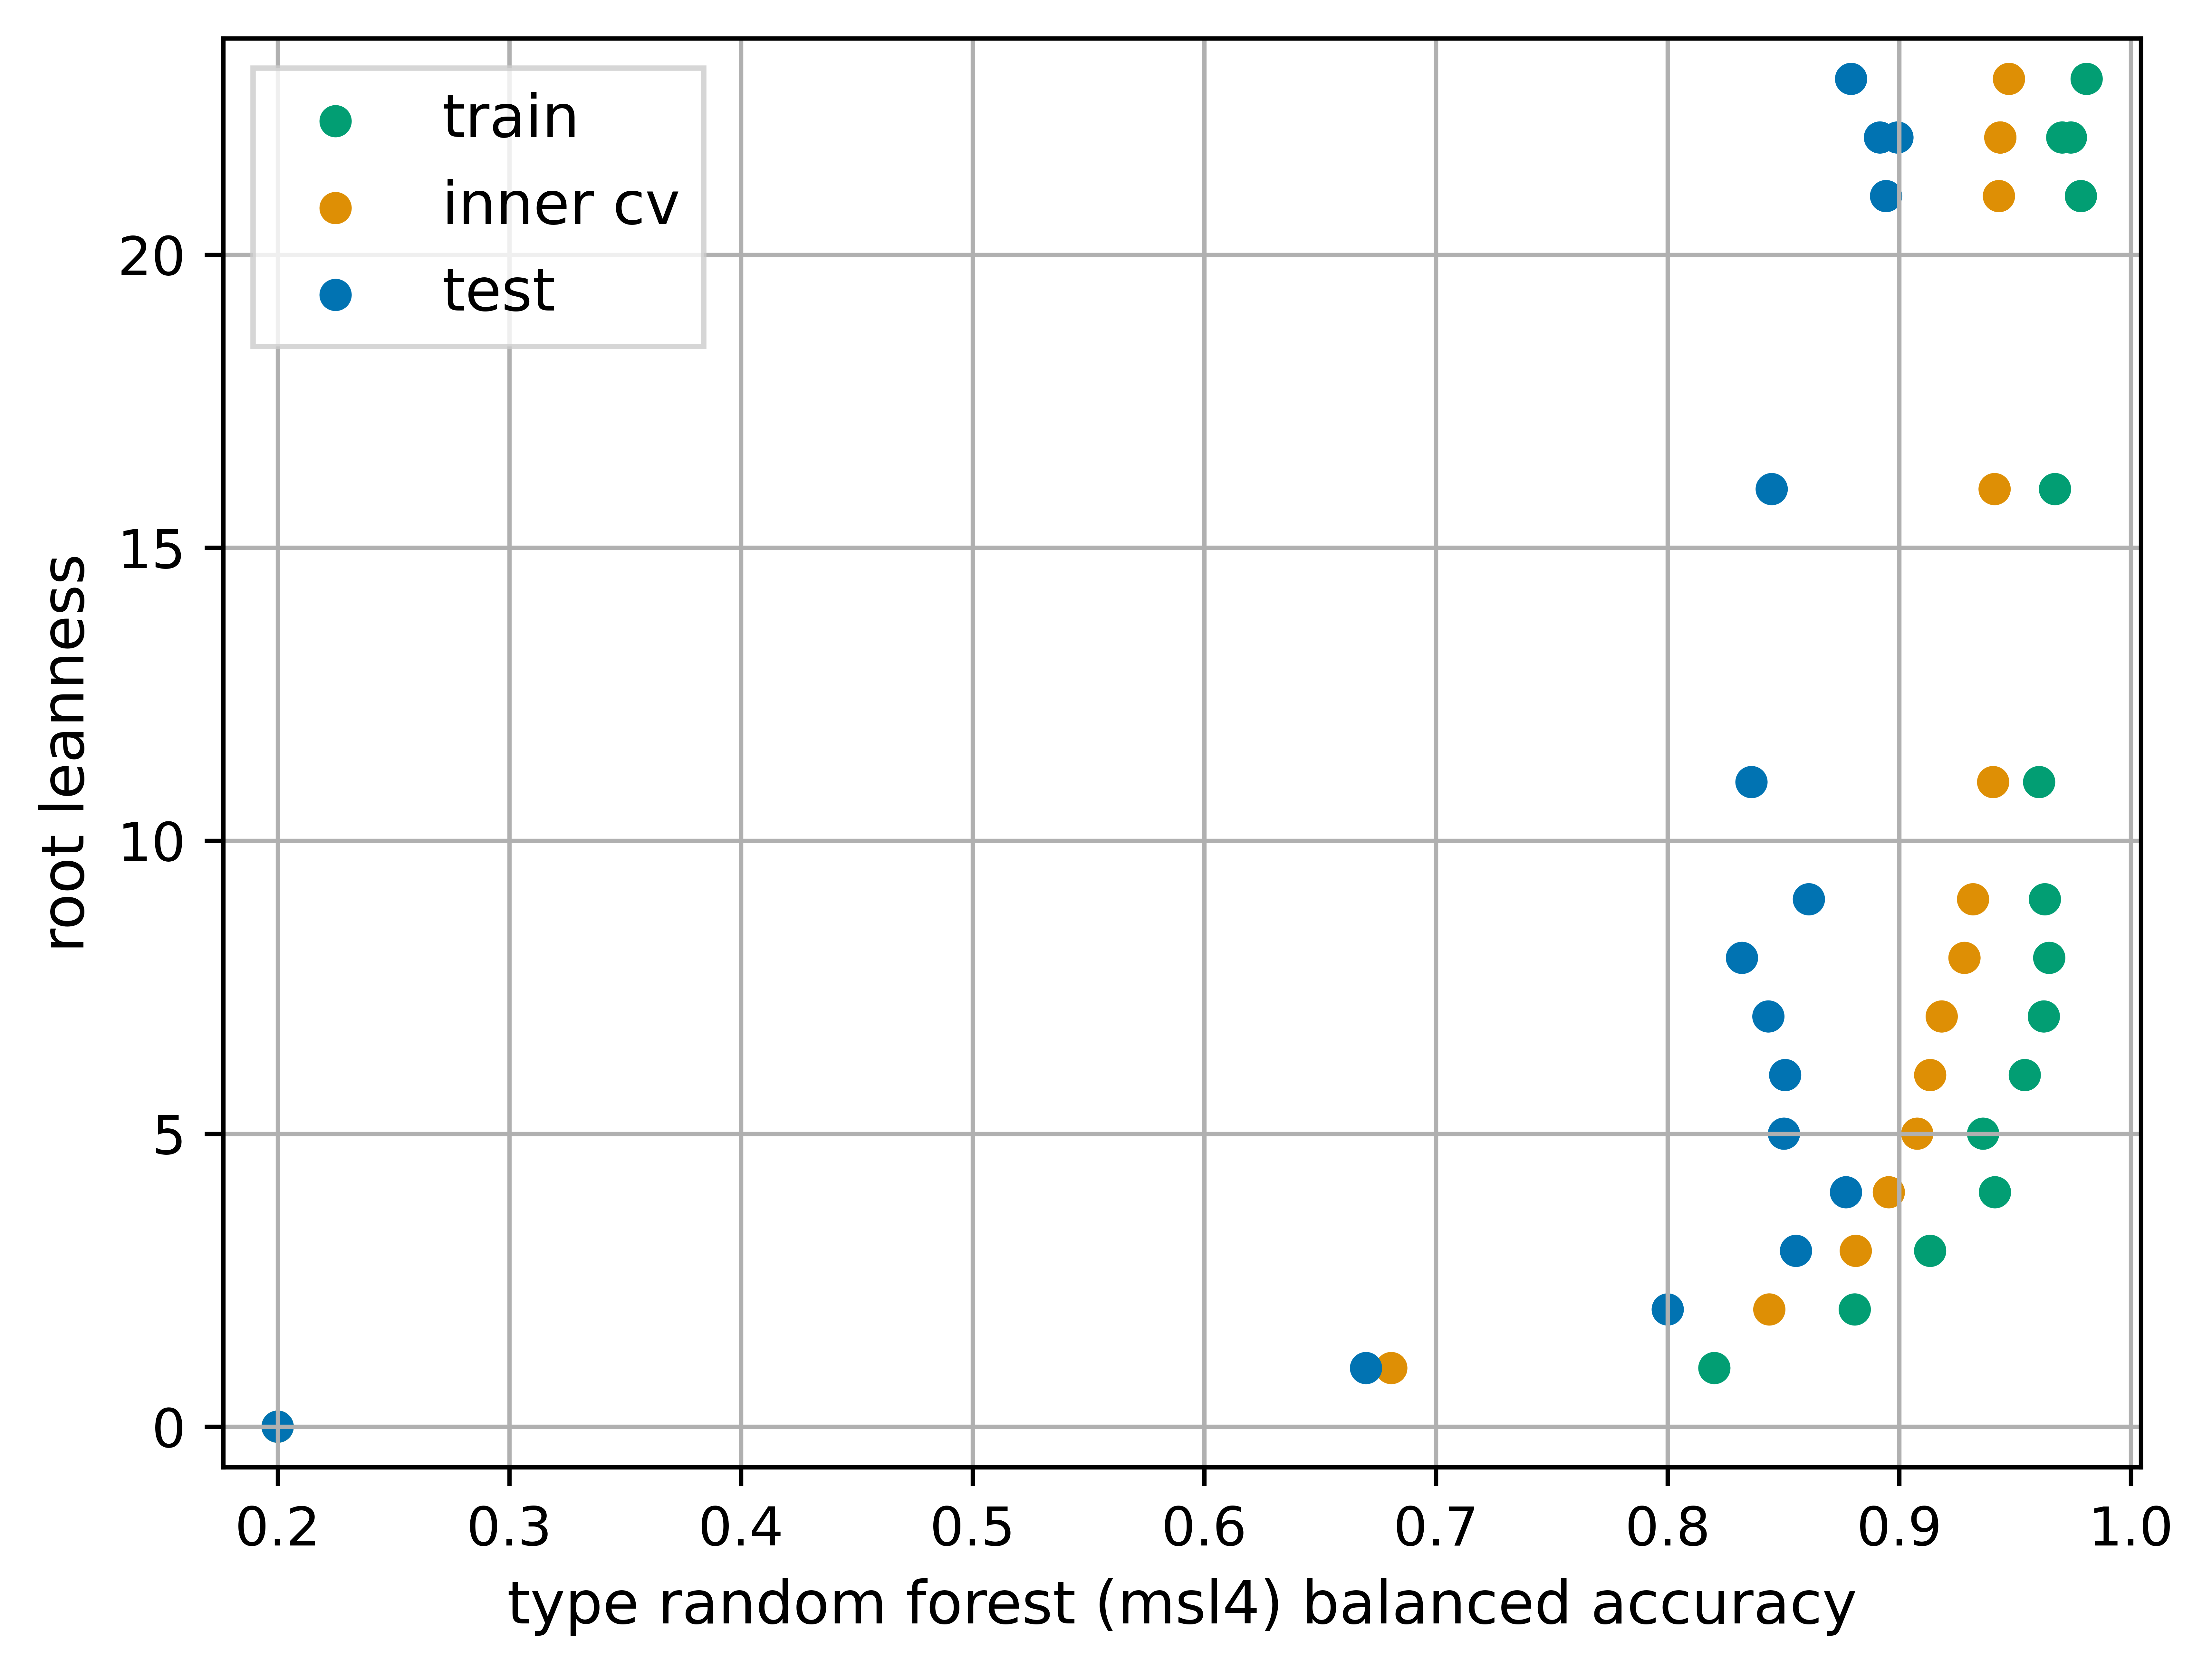 train
inner cv
test
20
15
10
5
0
root leanness
0.2 0.3 0.4 0.5 0.6 0.7 0.8 0.9 1.0
type random forest (msl4) balanced accuracy